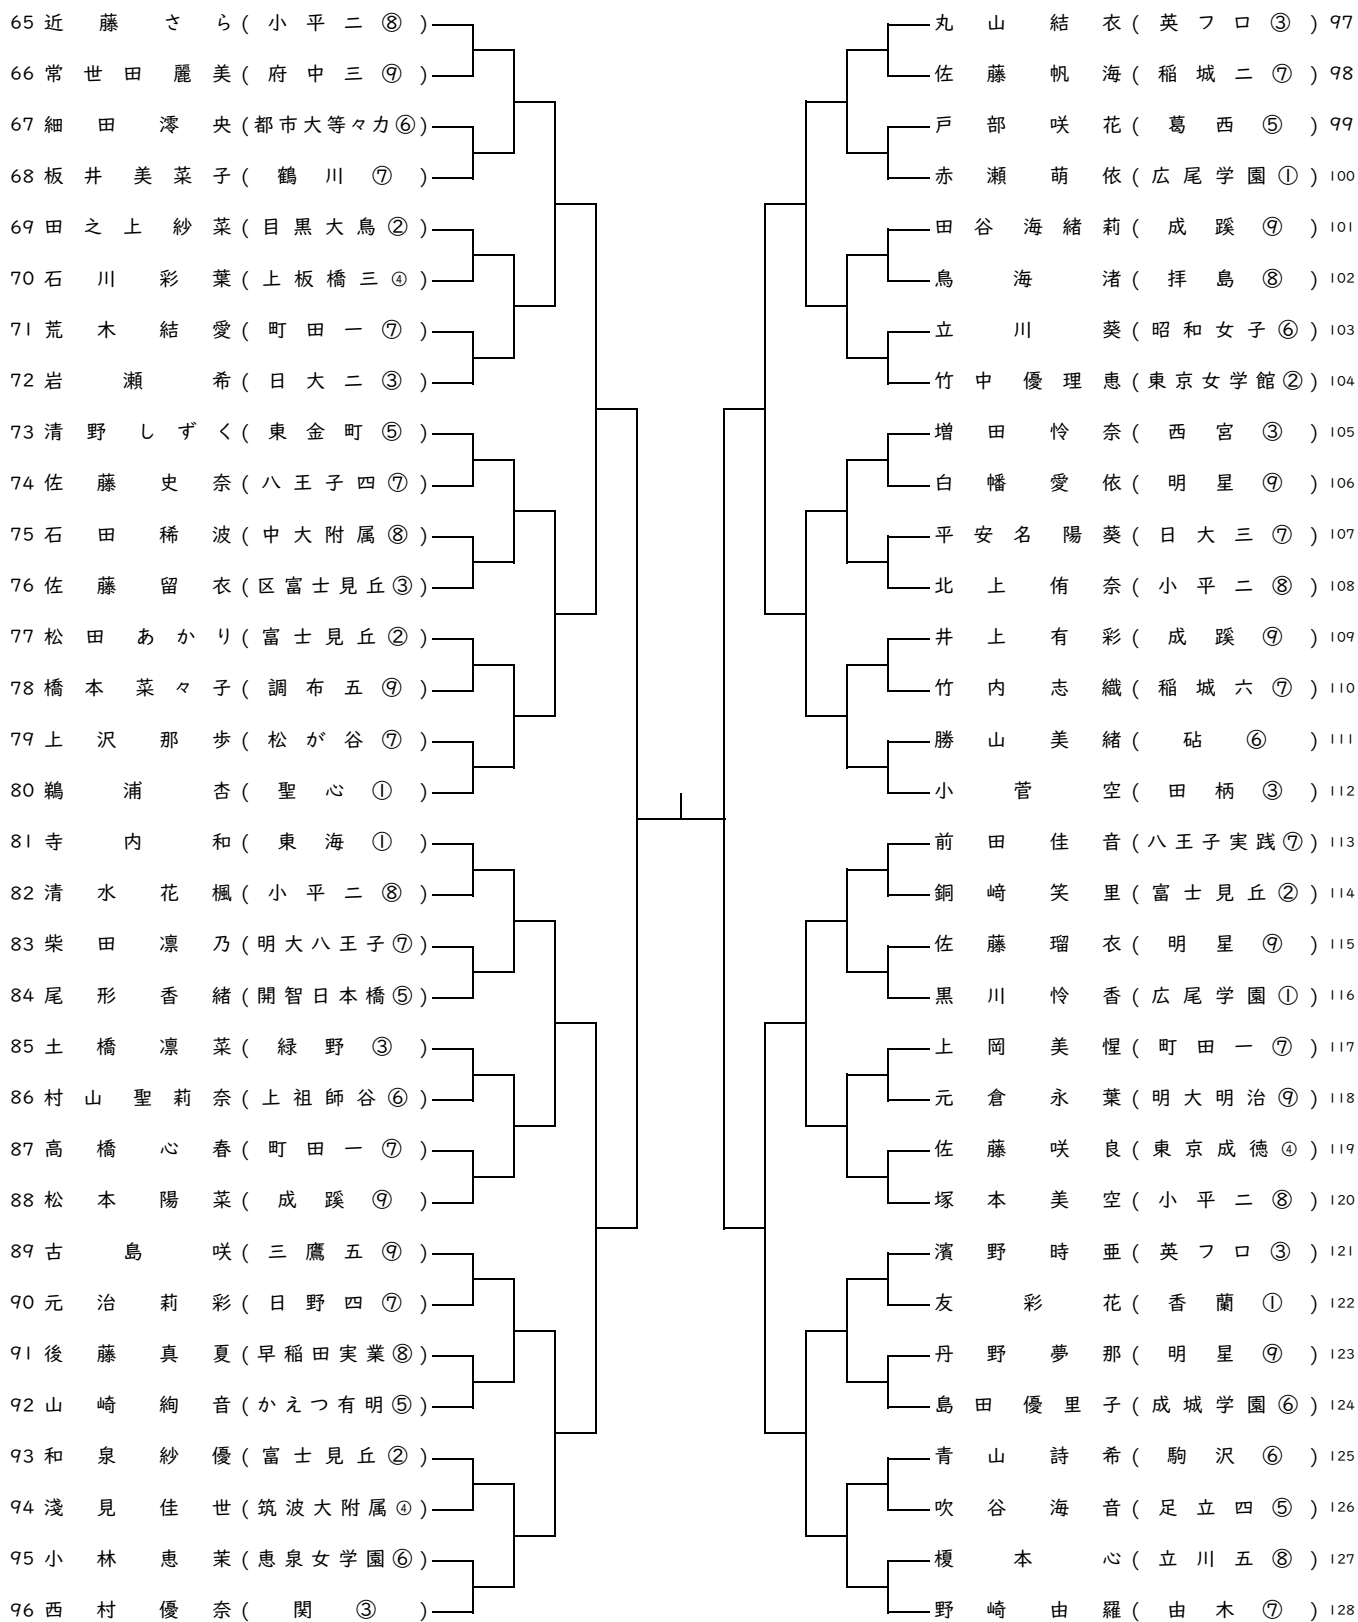 65 近藤さら(小平二⑧)
66 常世田麗美(府中三⑨)
67 細田澪央(都市大等々力⑥)
68 板井美菜子(鶴川⑦)
69 田之上紗菜(目黒大鳥②)
70 石川彩葉(上板橋三④)
71 荒木結愛(町田一⑦)
72 岩瀬希(日大二③)
73 清野しずく(東金町⑤)
74 佐藤史奈(八王子四⑦)
75 石田稀波(中大附属⑧)
76 佐藤留衣(区富士見丘③)
77 松田あかり(富士見丘②)
78 橋本菜々子(調布五⑨)
79 上沢那歩(松が谷⑦)
80 鵜浦杏(聖心①)
81 寺内和(東海①)
82 清水花楓(小平二⑧)
83 柴田凛乃(明大八王子⑦)
84 尾形香緒(開智日本橋⑤)
85 土橋凛菜(緑野③)
86 村山聖莉奈(上祖師谷⑥)
87 高橋心春(町田一⑦)
88 松本陽菜(成蹊⑨)
89 古島咲(三鷹五⑨)
90 元治莉彩(日野四⑦)
91 後藤真夏(早稲田実業⑧)
92 山崎絢音(かえつ有明⑤)
93 和泉紗優(富士見丘②)
94 淺見佳世(筑波大附属④)
95 小林恵茉(恵泉女学園⑥)
96 西村優奈(関③)
丸山結衣(英フロ③) 97
佐藤帆海(稲城二⑦) 98
戸部咲花(葛西⑤) 99
赤瀬萌依(広尾学園①) 100
田谷海緒莉(成蹊⑨) 101
鳥海渚(拝島⑧) 102
立川葵(昭和女子⑥) 103
竹中優理恵(東京女学館②) 104
増田怜奈(西宮③) 105
白幡愛依(明星⑨) 106
平安名陽葵(日大三⑦) 107
北上侑奈(小平二⑧) 108
井上有彩(成蹊⑨) 109
竹内志織(稲城六⑦) 110
勝山美緒(砧⑥) 111
小菅空(田柄③) 112
前田佳音(八王子実践⑦) 113
銅崎笑里(富士見丘②) 114
佐藤瑠衣(明星⑨) 115
黒川怜香(広尾学園①) 116
上岡美惺(町田一⑦) 117
元倉永葉(明大明治⑨) 118
佐藤咲良(東京成徳④) 119
塚本美空(小平二⑧) 120
濱野時亜(英フロ③) 121
友彩花(香蘭①) 122
丹野夢那(明星⑨) 123
島田優里子(成城学園⑥) 124
青山詩希(駒沢⑥) 125
吹谷海音(足立四⑤) 126
榎本心(立川五⑧) 127
野崎由羅(由木⑦) 128